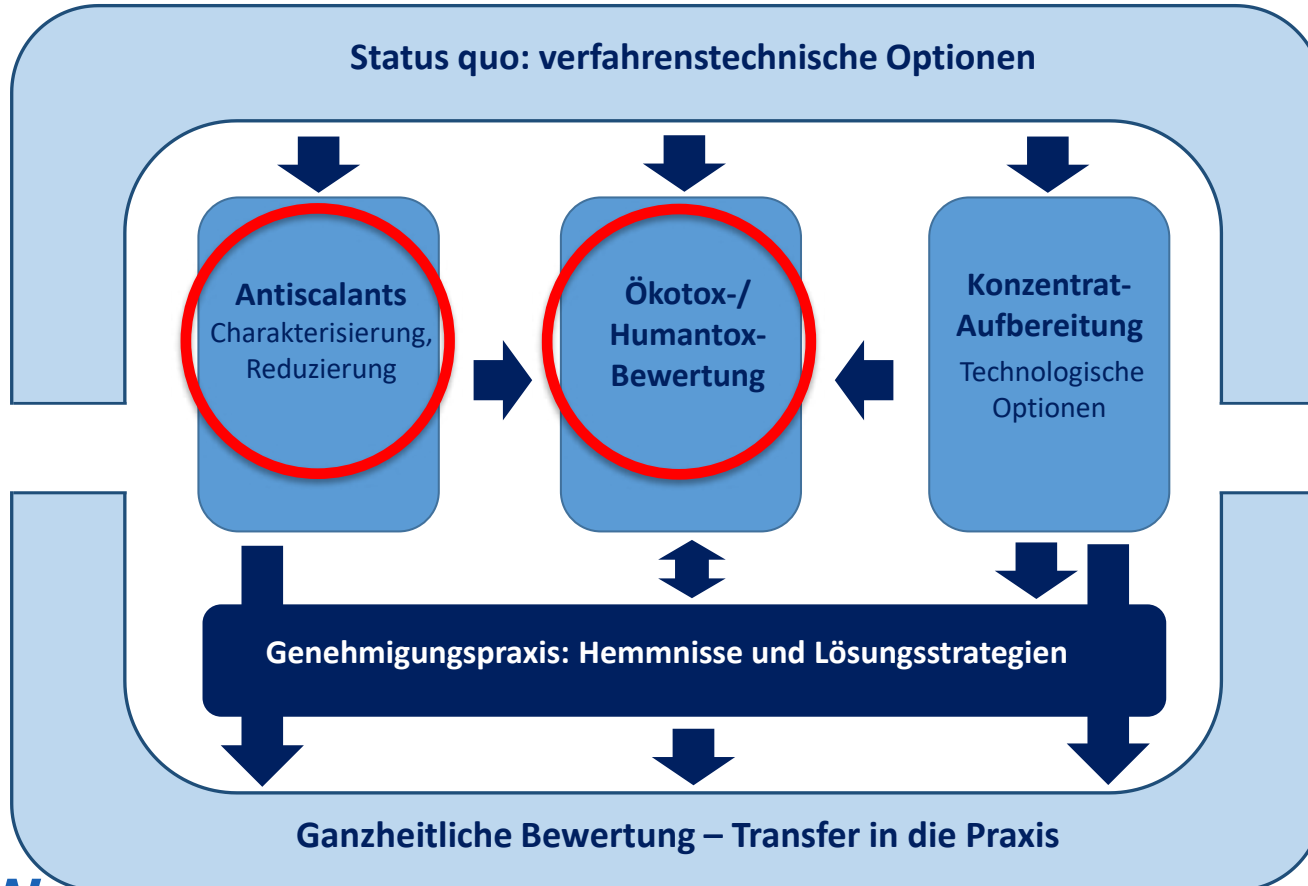 Status quo: verfahrenstechnische Optionen
Antiscalants
Charakterisierung,
Reduzierung
Ökotox-/
Humantox-
Bewertung
Konzentrat-
Aufbereitung
Technologische
Optionen
Genehmigungspraxis: Hemmnisse und Lösungsstrategien
Ganzheitliche Bewertung – Transfer in die Praxis